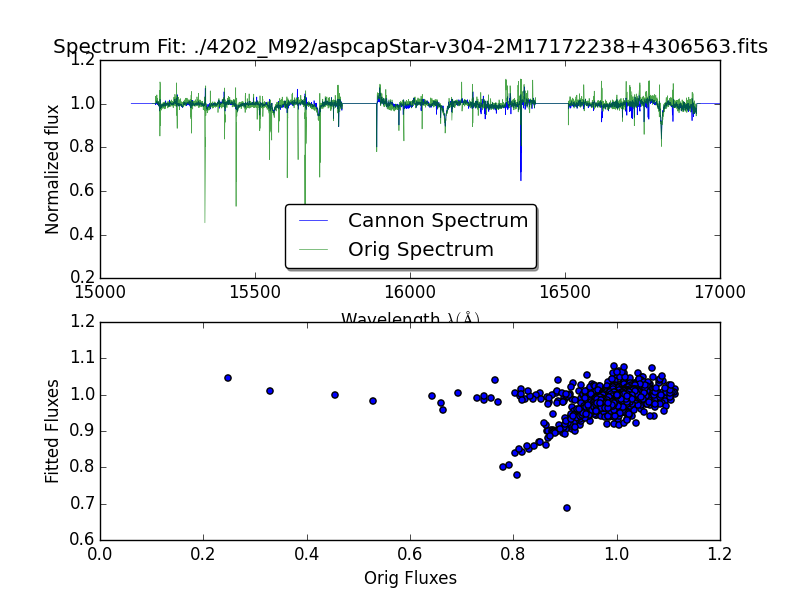 Spectrum Fit: ./4202_M92/aspcapStar-v304-2M17172238+4306563.fits
1.2
1.0
0.8
0.6
0.4
0.2
Normalized flux
Cannon Spectrum
Orig Spectrum
15000 15500 16000 16500 17000
Wavelength λ(Å)
1.2
1.1
1.0
0.9
0.8
0.7
0.6
Fitted Fluxes
0.0 0.2 0.4 0.6 0.8 1.0 1.2
Orig Fluxes